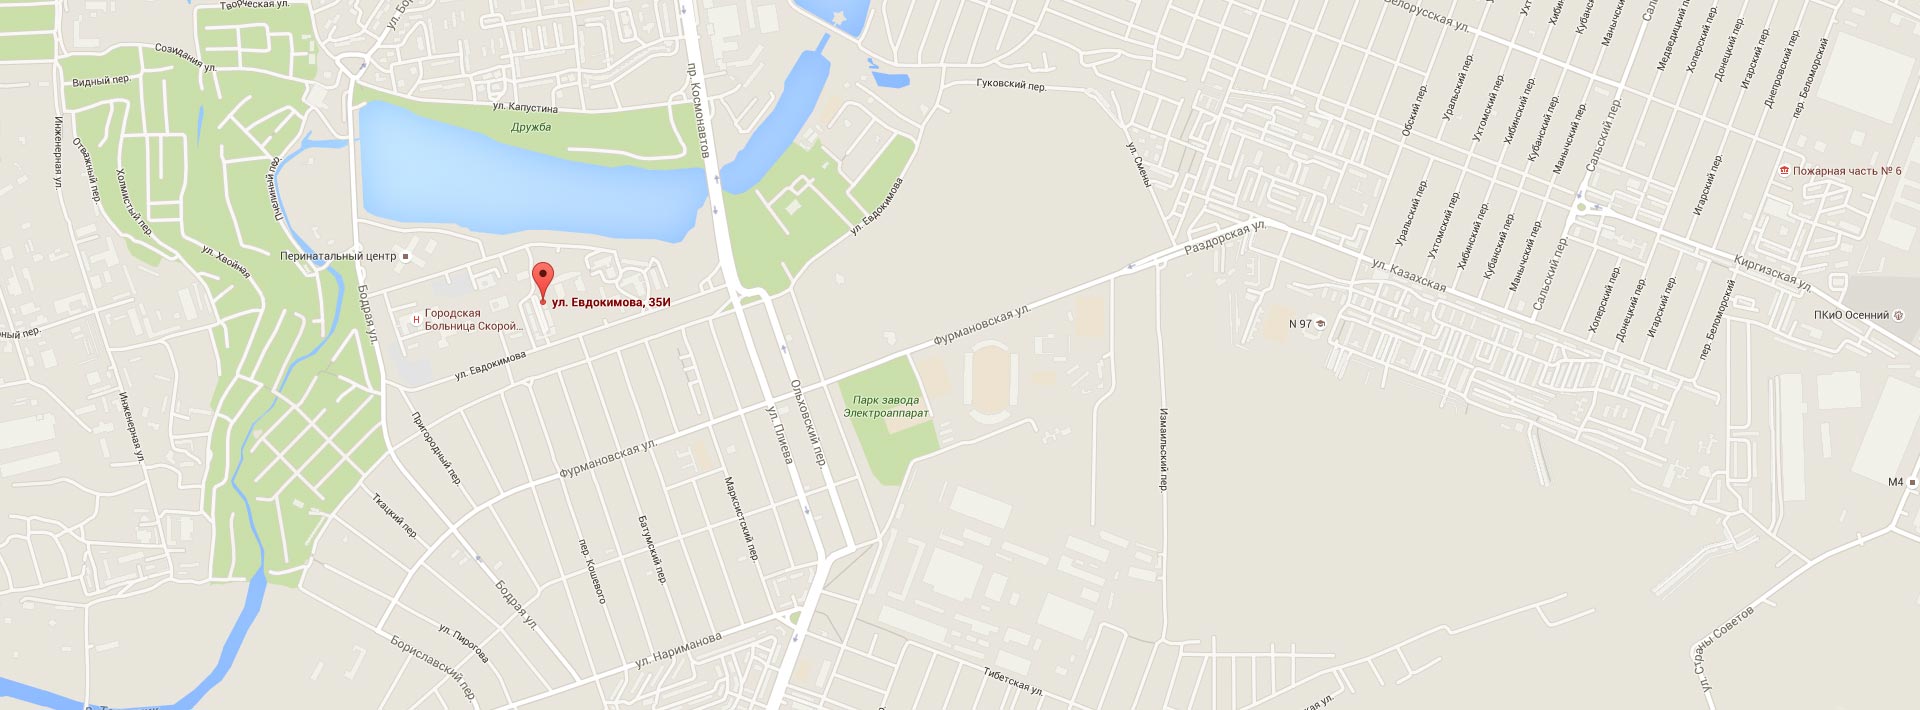 Творческая ул.
Созидания ул.
Видный пер.
Инженерная ул.
Отважный пер.
Холмистый пер.
ул. Хвойная
ул. Капустина
Дружба
пр. Космонавтов
Гуковский пер.
ул. Смены
ул. Евдокимова
Перинатальный центр
ул. Евдокимова, 35И
Городская
Больница Скорой...
Бодрая ул.
ул. Евдокимова
Инженерная ул.
Пригородный пер.
Ткацкий пер.
Фурмановская ул.
Бодрая ул.
ул. Пирогова
Бориславский пер.
пер. Кошевого
Батумский пер.
Марксистский пер.
ул. Нариманова
ул. Плиева
Ольховский пер.
Парк завода
Электроаппарат
Фурмановская ул.
Раздорская ул.
Измаильский пер.
Тибетская ул.
ул. Казахская
N 97
Белорусская ул.
Обский пер.
Уральский пер.
Ухтомский пер.
Хибинский пер.
Кубанский пер.
Манычский пер.
Сальский пер.
Медведицкий пер.
Хоперский пер.
Донецкий пер.
Игарский пер.
Днепровский пер.
пер. Беломорский
Пожарная часть № 6
Игарский пер.
Уральский пер.
Ухтомский пер.
Хибинский пер.
Кубанский пер.
Манычский пер.
Сальский пер.
Хоперский пер.
Донецкий пер.
Игарский пер.
пер. Беломорский
Киргизская ул.
ПКиО Осенний
М4
ул. Страны Советов